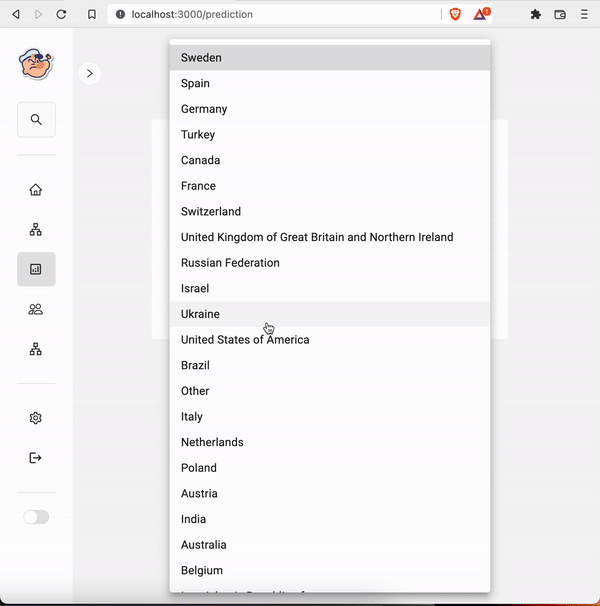 localhost:3000/prediction
1
Sweden
Spain
Germany
Turkey
Canada
France
Switzerland
United Kingdom of Great Britain and Northern Ireland
Russian Federation
Israel
Ukraine
United States of America
Brazil
Other
Italy
Netherlands
Poland
Austria
India
Australia
Belgium